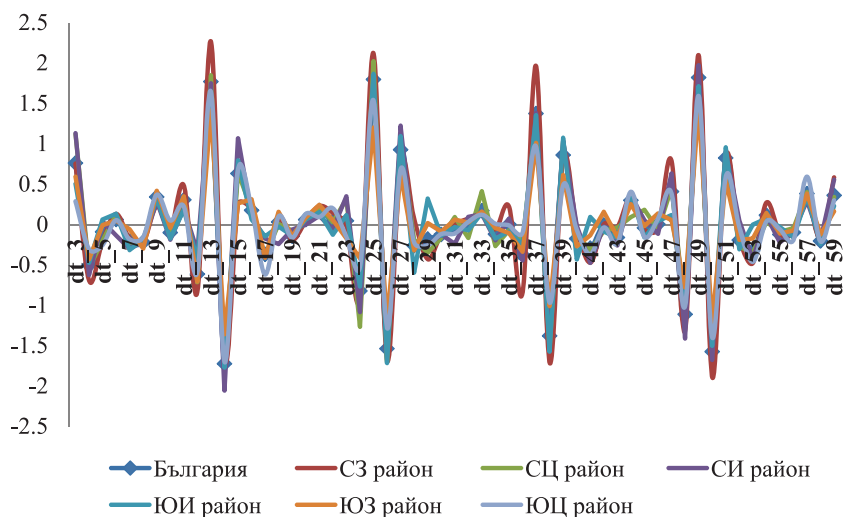 2.5
2
1.5
1
0.5
0
-0.5
-1
-1.5
-2
-2.5
dt_3
dt_5
dt_7
dt_9
dt_11
dt_13
dt_15
dt_17
dt_19
dt_21
dt_23
dt_25
dt_27
dt_29
dt_31
dt_33
dt_35
dt_37
dt_39
dt_41
dt_43
dt_45
dt_47
dt_49
dt_51
dt_53
dt_55
dt_57
dt_59
България СЗ район СЦ район СИ район
ЮИ район ЮЗ район ЮЦ район